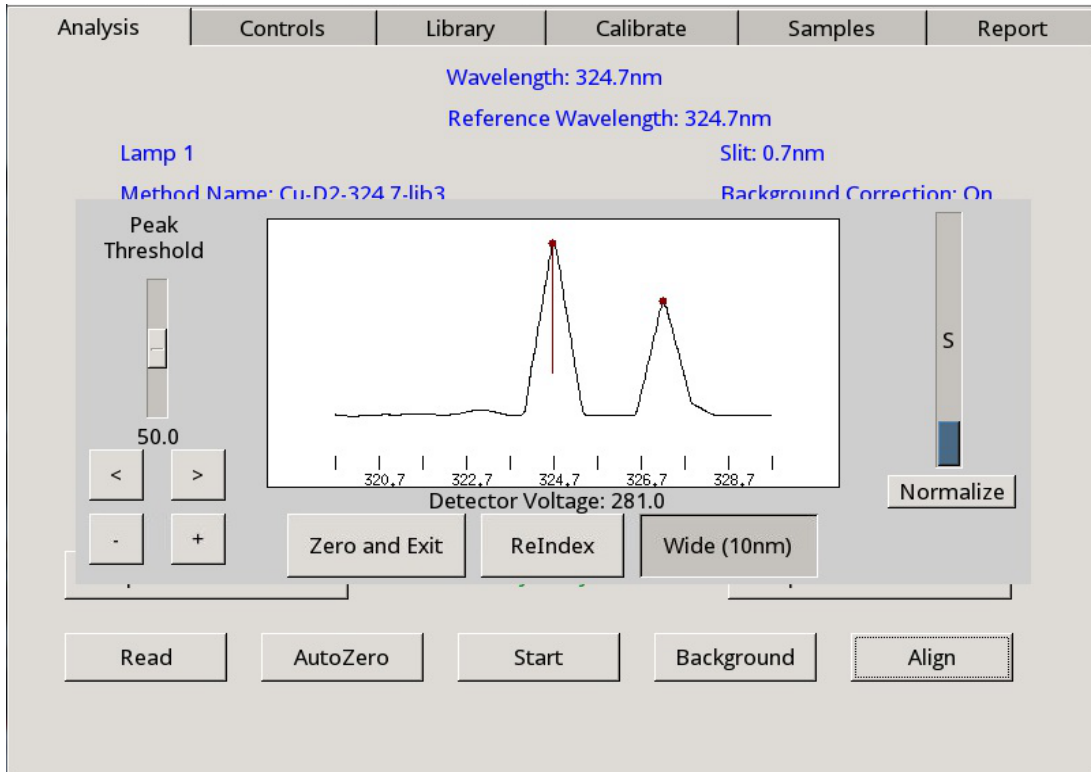 Analysis Controls Library Calibrate Samples Report
Wavelength: 324.7nm
Reference Wavelength: 324.7nm
Lamp 1 Slit: 0.7nm
Method Name: Cu-D2-324.7-lib3 Background Correction: On
Peak
Threshold
S
50.0
320.7 322.7 324.7 326.7 328.7
< > Detector Voltage: 281.0 Normalize
- + Zero and Exit ReIndex Wide (10nm)
Read AutoZero Start Background Align